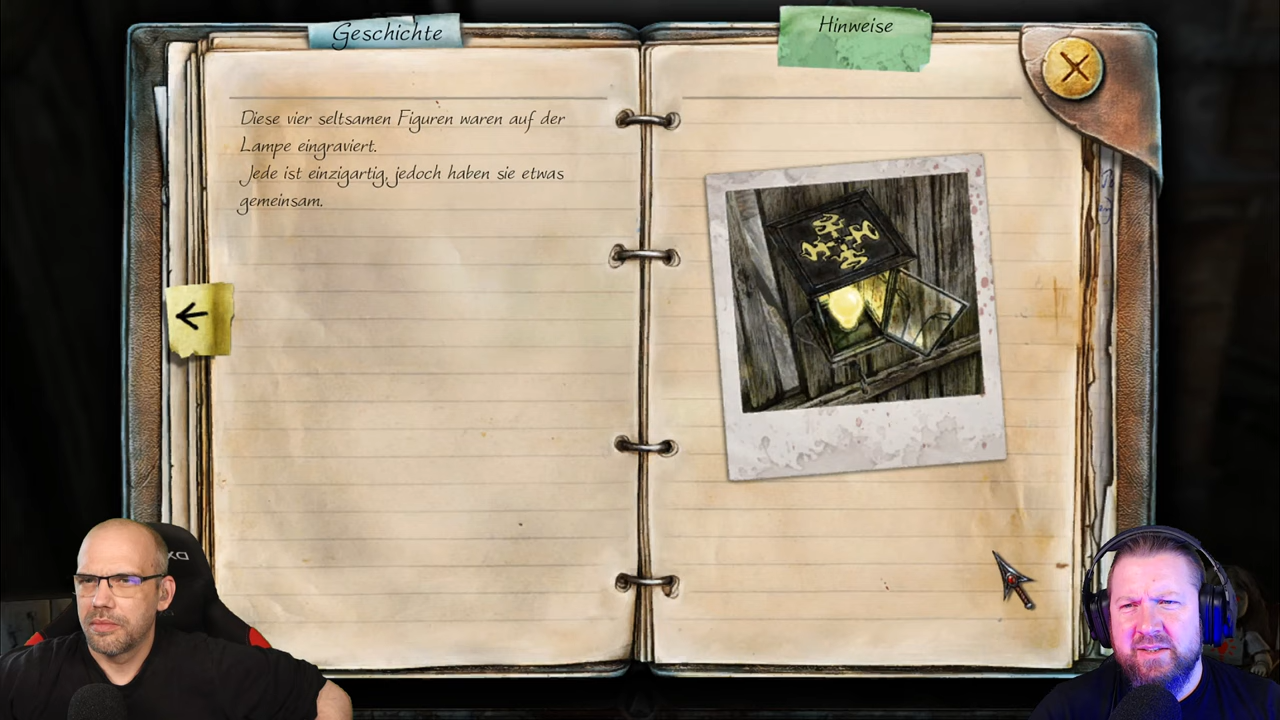 Geschichte
Hinweise
Diese vier seltsamen Figuren waren auf der
Lampe eingraviert.
Jede ist einzigartig, jedoch haben sie etwas
gemeinsam.